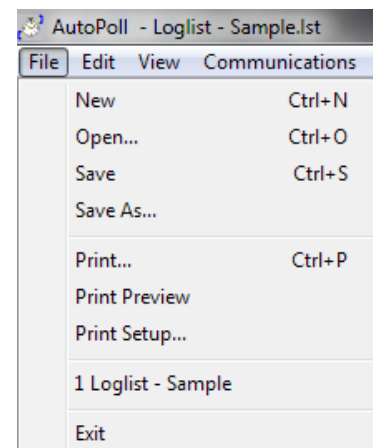 AutoPoll - Loglist - Sample.lst
File Edit View Communications
New Ctrl+N
Open... Ctrl+O
Save Ctrl+S
Save As...
Print... Ctrl+P
Print Preview
Print Setup...
1 Loglist - Sample
Exit